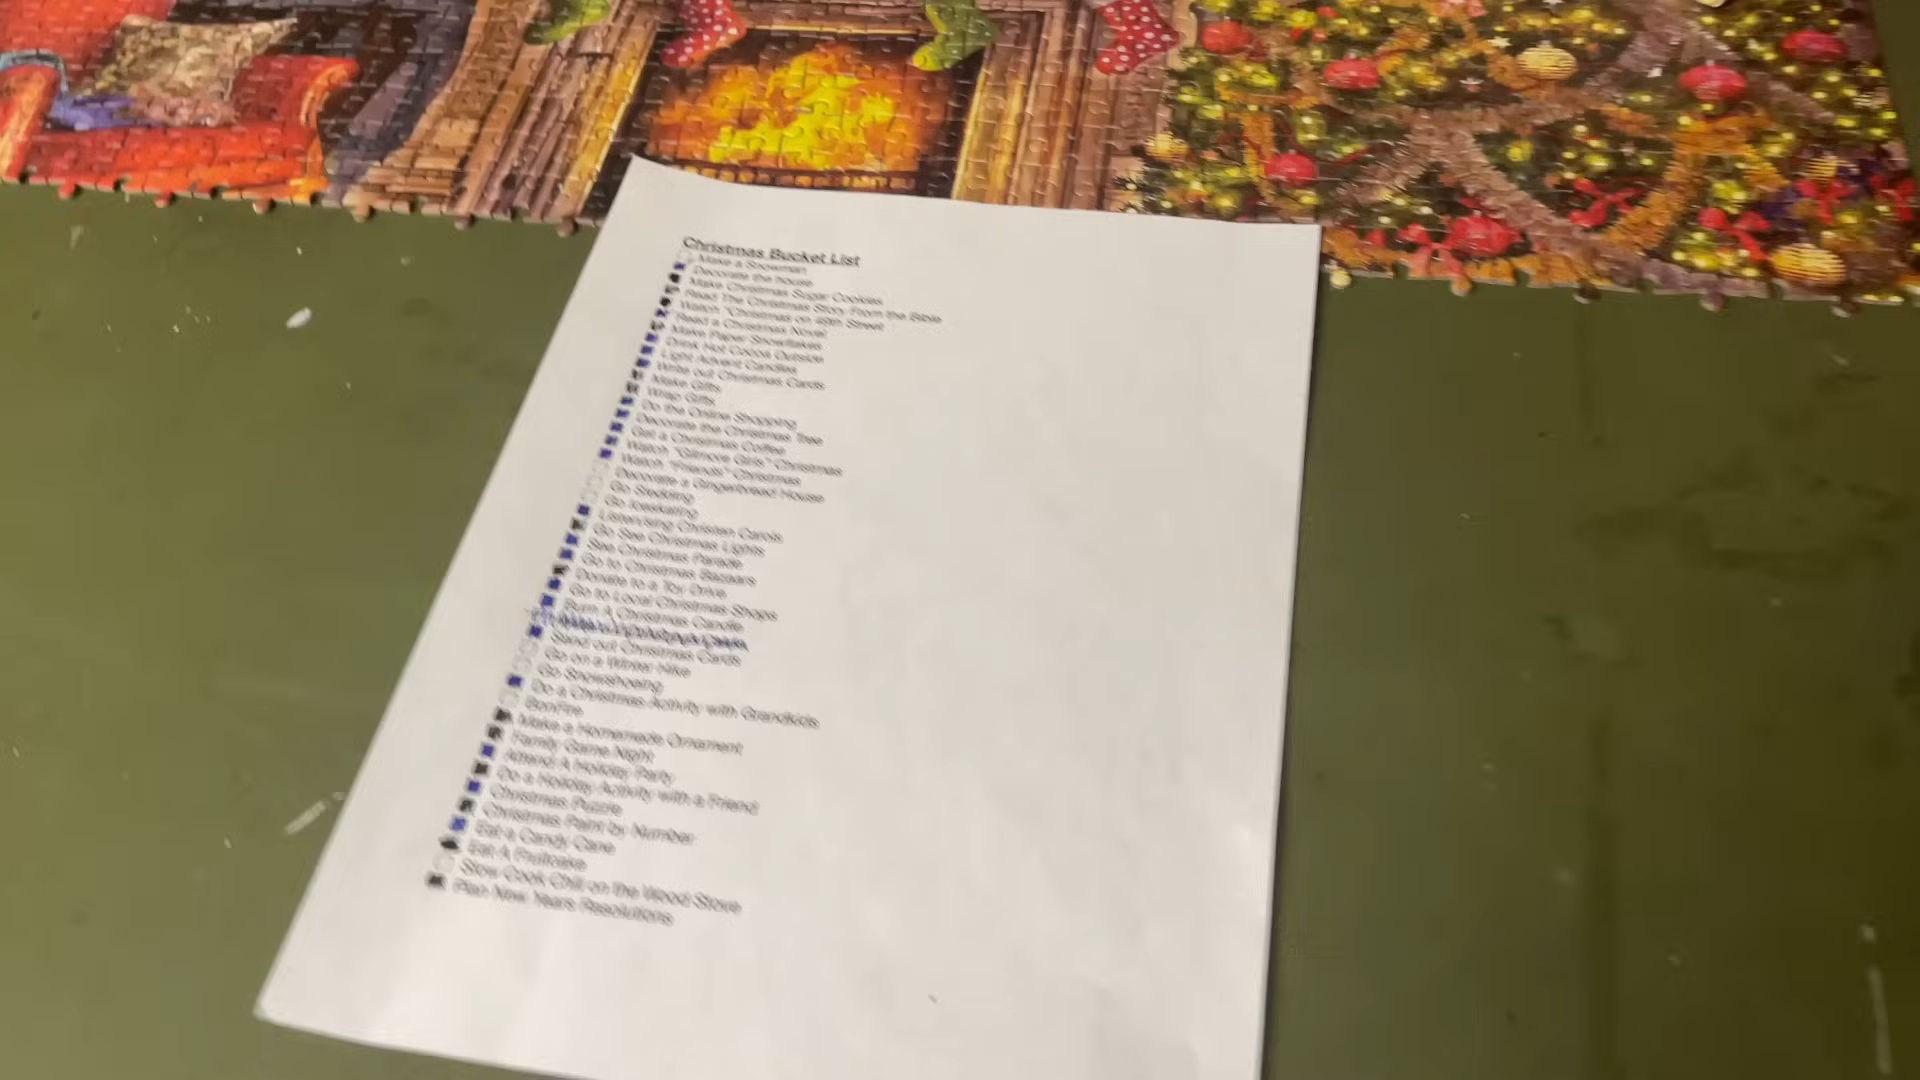 Christmas Bucket List
Make a Snowman
Decorate the house
Make Christmas Sugar Cookies
Read The Christmas Story From the Bible
Watch "Christmas on 49th Street
Read a Christmas Novel
Make Paper Snowflakes
Drink Hot Cocoa Outside
Light Advent Candles
Write out Christmas Cards
Make Gifts
Wrap Gifts
Do the Online Shopping
Decorate the Christmas Tree
Get a Christmas Coffee
Watch "Gilmore Girls" Christmas
Watch "Friends" Christmas
Decorate a Gingerbread House
Go Sledding
Go Iceskating
Listen/sing Christian Carols
Go See Christmas Lights
See Christmas Parade
Go to Christmas Bazaars
Donate to a Toy Drive
Go to Local Christmas Shops
Burn A Christmas Candle
Send out Christmas Cards
Go on a Winter Hike
Go Snowshoeing
Do a Christmas Activity with Grandkids
BonFire
Make a Homemade Ornament
Family Game Night
Attend A Holiday Party
Do a Holiday Activity with a Friend
Christmas Puzzle
Christmas Paint by Number
Eat a Candy Cane
Eat A Fruitcake
Slow Cook Chili on the Wood Stove
Plan New Years Resolutions